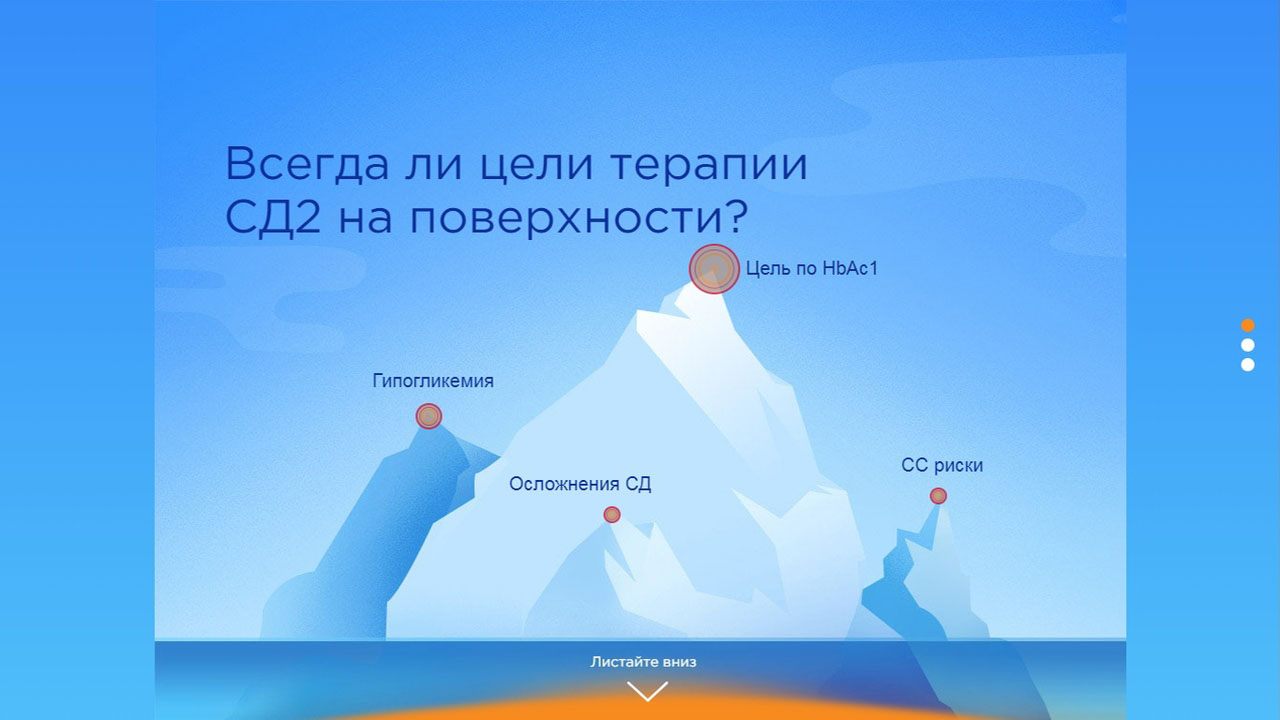 Всегда ли цели терапии
СД2 на поверхности?
Цель по HbAc1
Гипогликемия
СС риски
Осложнения СД
Листайте вниз